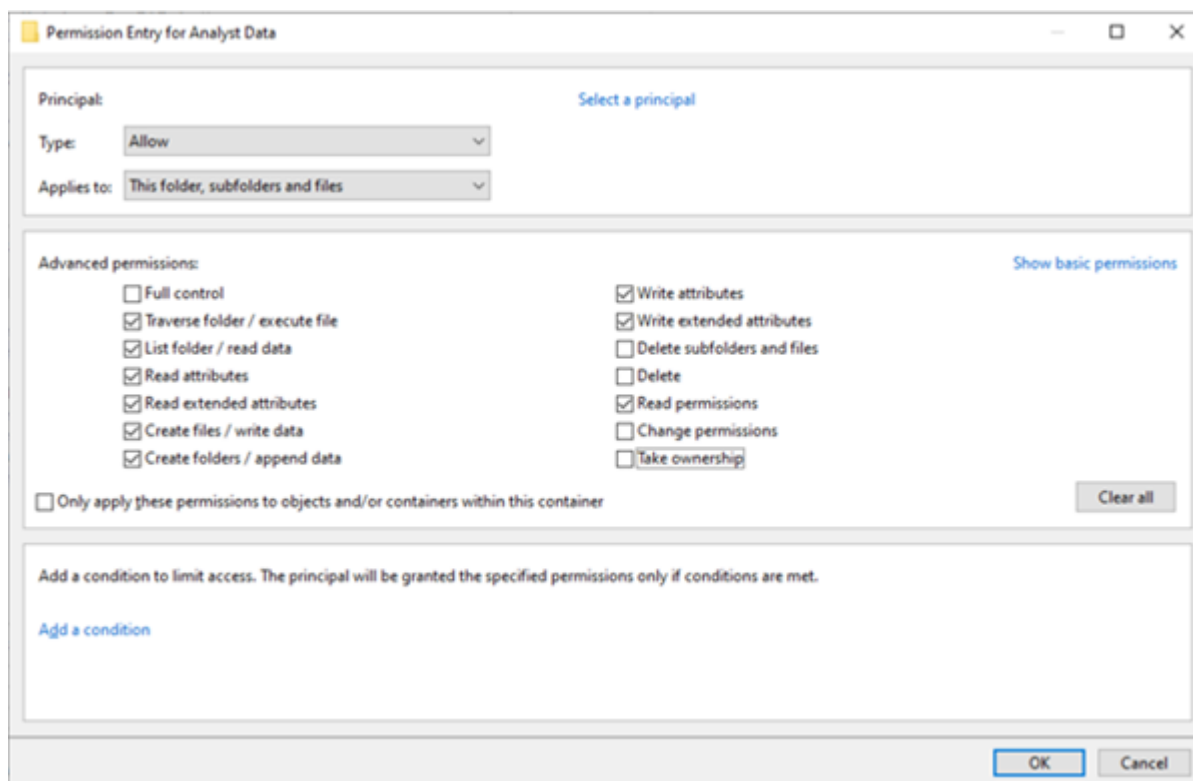 Permission Entry for Analyst Data
Principal: Select a principal
Type: Allow
Applies to: This folder, subfolders and files
Advanced permissions: Show basic permissions
Full control
Traverse folder / execute file
List folder / read data
Read attributes
Read extended attributes
Create files / write data
Create folders / append data
Write attributes
Write extended attributes
Delete subfolders and files
Delete
Read permissions
Change permissions
Take ownership
Only apply these permissions to objects and/or containers within this container
Clear all
Add a condition to limit access. The principal will be granted the specified permissions only if conditions are met.
Add a condition
OK Cancel